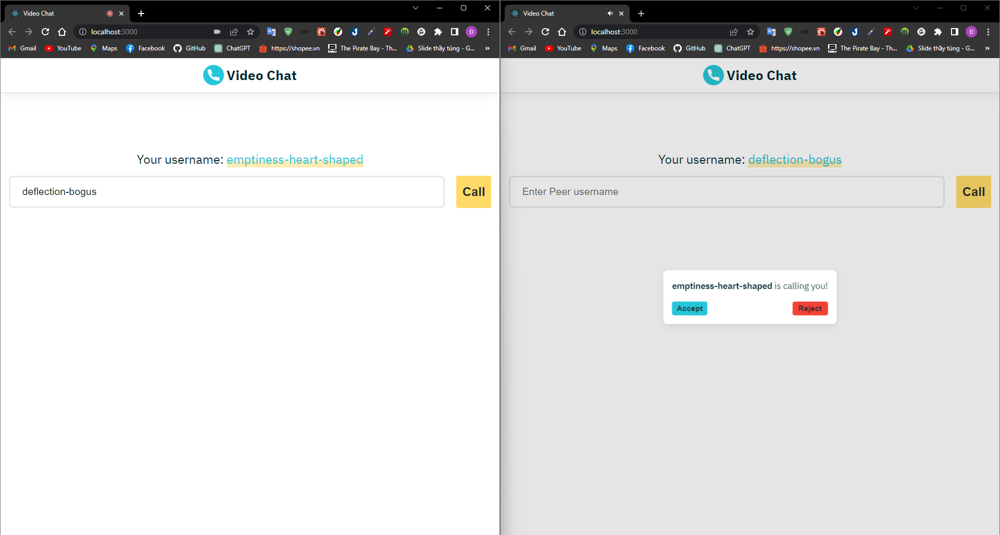 Video Chat
localhost:3000
Gmail YouTube Maps Facebook GitHub ChatGPT https://shopee.vn The Pirate Bay - Th... Slide thầy tùng - G... »
Video Chat
Your username: emptiness-heart-shaped
deflection-bogus Call
Video Chat
localhost:3000
Gmail YouTube Maps Facebook GitHub ChatGPT https://shopee.vn The Pirate Bay - Th... Slide thầy tùng - G... »
Video Chat
Your username: deflection-bogus
Enter Peer username Call
emptiness-heart-shaped is calling you!
Accept Reject